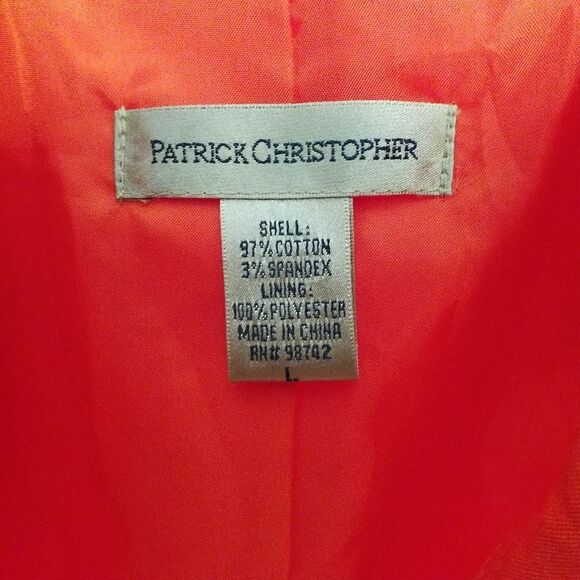 PATRICK CHRISTOPHER
SHELL:
97% COTTON
3% SPANDEX
LINING:
100% POLYESTER
MADE IN CHINA
RN# 98742
L